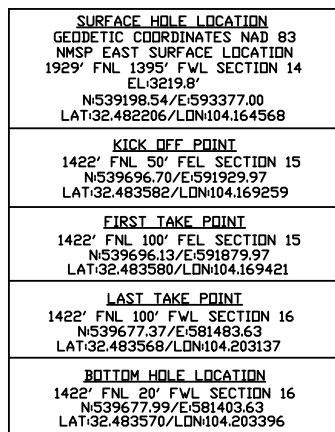 SURFACE HOLE LOCATION
GEODETIC COORDINATES NAD 83
NMSP EAST SURFACE LOCATION
1929' FNL 1395' FWL SECTION 14
EL:3219.8'
N:539198.54/E:593377.00
LAT:32.482206/LON:104.164568
KICK OFF POINT
1422' FNL 50' FEL SECTION 15
N:539696.70/E:591929.97
LAT:32.483582/LON:104.169259
FIRST TAKE POINT
1422' FNL 100' FEL SECTION 15
N:539696.13/E:591879.97
LAT:32.483580/LON:104.169421
LAST TAKE POINT
1422' FNL 100' FWL SECTION 16
N:539677.37/E:581483.63
LAT:32.483568/LON:104.203137
BOTTOM HOLE LOCATION
1422' FNL 20' FWL SECTION 16
N:539677.99/E:581403.63
LAT:32.483570/LON:104.203396